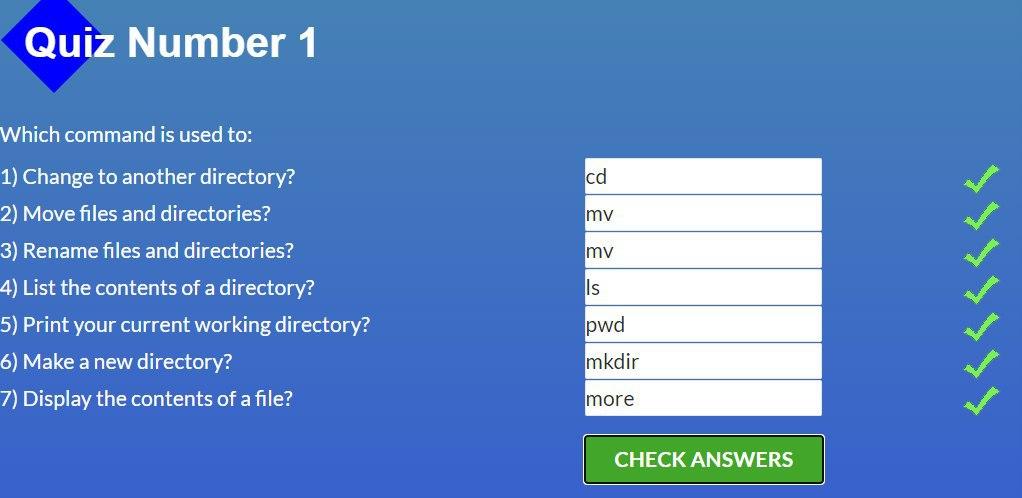 Quiz Number 1
Which command is used to:
1) Change to another directory? cd
2) Move files and directories? mv
3) Rename files and directories? mv
4) List the contents of a directory? ls
5) Print your current working directory? pwd
6) Make a new directory? mkdir
7) Display the contents of a file? more
CHECK ANSWERS